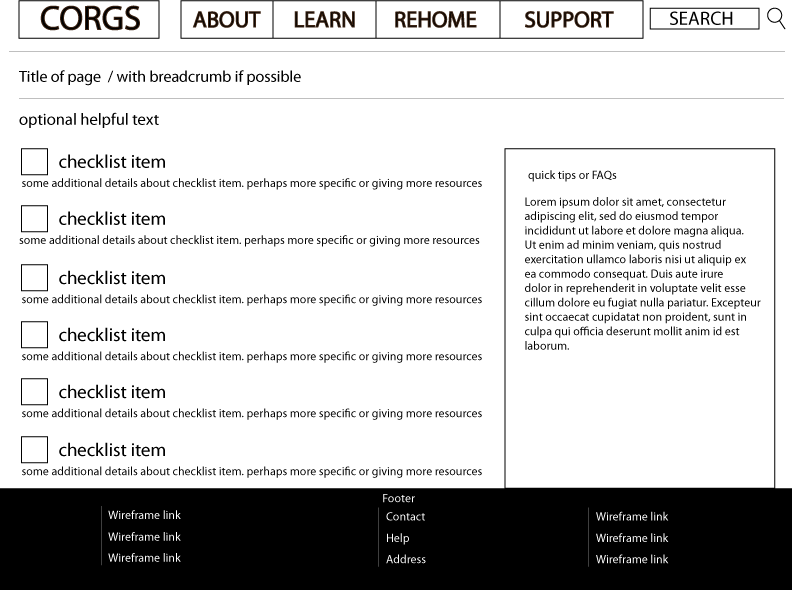 CORGS
ABOUT
LEARN
REHOME
SUPPORT
SEARCH
Title of page / with breadcrumb if possible
optional helpful text
checklist item
some additional details about checklist item. perhaps more specific or giving more resources
checklist item
some additional details about checklist item. perhaps more specific or giving more resources
checklist item
some additional details about checklist item. perhaps more specific or giving more resources
checklist item
some additional details about checklist item. perhaps more specific or giving more resources
checklist item
some additional details about checklist item. perhaps more specific or giving more resources
checklist item
some additional details about checklist item. perhaps more specific or giving more resources
quick tips or FAQs
Lorem ipsum dolor sit amet, consectetur
adipiscing elit, sed do eiusmod tempor
incididunt ut labore et dolore magna aliqua.
Ut enim ad minim veniam, quis nostrud
exercitation ullamco laboris nisi ut aliquip ex
ea commodo consequat. Duis aute irure
dolor in reprehenderit in voluptate velit esse
cillum dolore eu fugiat nulla pariatur. Excepteur
sint occaecat cupidatat non proident, sunt in
culpa qui officia deserunt mollit anim id est
laborum.
Footer
Wireframe link
Wireframe link
Wireframe link
Contact
Help
Address
Wireframe link
Wireframe link
Wireframe link